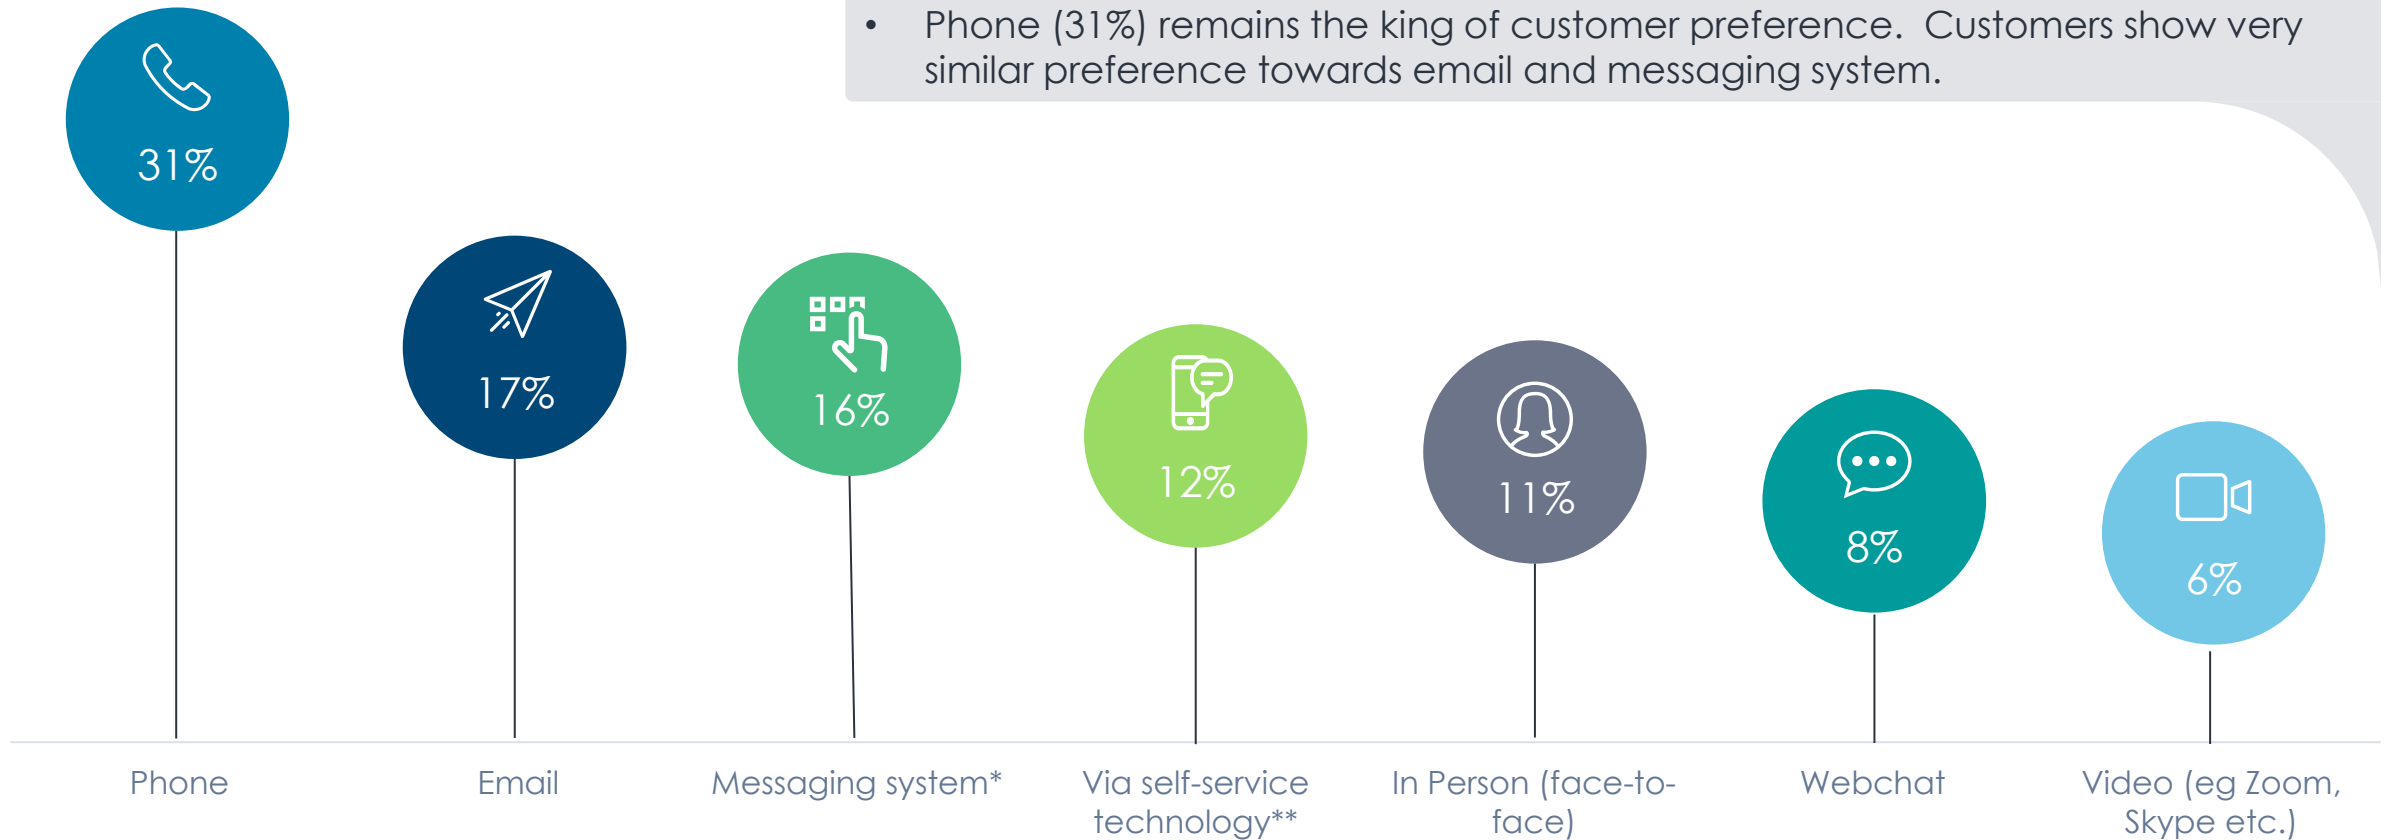 • Phone (31%) remains the king of customer preference. Customers show very
similar preference towards email and messaging system.
31%
17%
16%
12%
11%
8%
6%
Phone
Email
Messaging system*
Via self-service
technology**
In Person (face-to-
face)
Webchat
Video (eg Zoom,
Skype etc.)